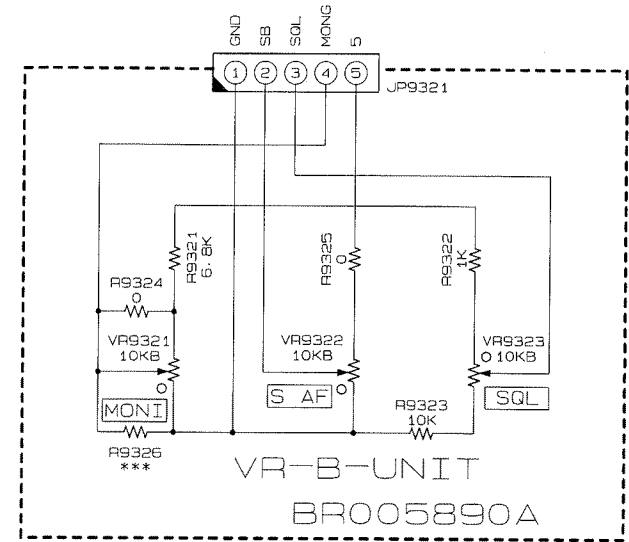 GND
SB
SQL
MONG
5
1 2 3 4 5
JP9321
R9321
6.8K
R9325
0
R9322
1K
R9324
0
VR9321
10KB
VR9322
10KB
VR9323
10KB
MONI
S AF
SQL
R9323
10K
R9326
***
VR-B-UNIT
BR005890A